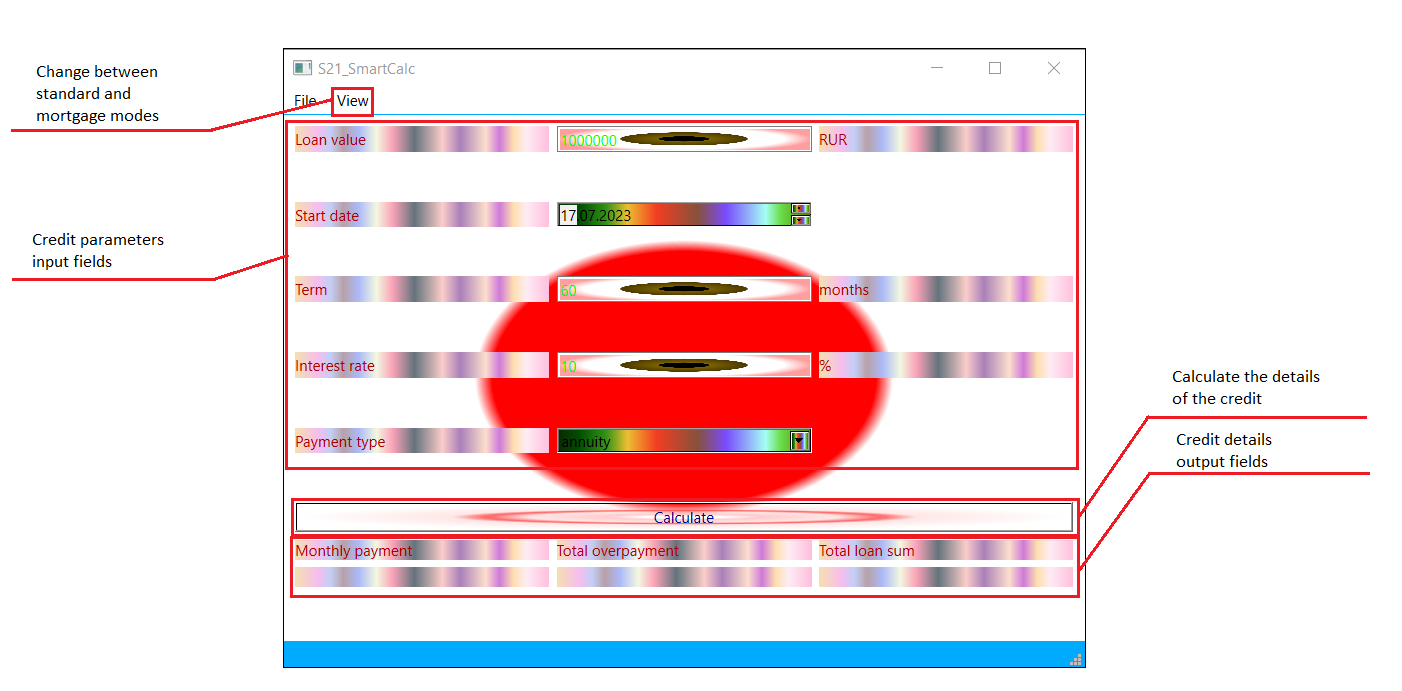 Change between
standard and
mortgage modes
S21_SmartCalc
File View
Loan value 1000000 RUR
Start date 17.07.2023
Credit parameters
input fields
Term 60 months
Interest rate 10 %
Payment type annuity
Calculate the details
of the credit
Credit details
output fields
Calculate
Monthly payment Total overpayment Total loan sum